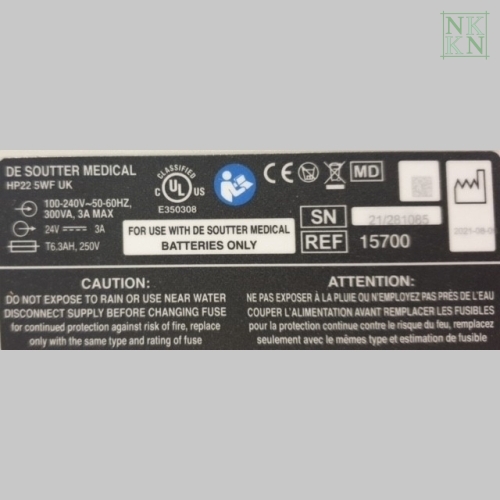 NK
KN
DE SOUTTER MEDICAL
HP22 5WF UK
100-240V~50-60HZ,
300VA, 3A MAX
24V 3A
T6.3AH, 250V
CLASSIFIED
C UL US
E350308
CE
MD
FOR USE WITH DE SOUTTER MEDICAL
BATTERIES ONLY
SN 21/281085
REF 15700
CAUTION:
DO NOT EXPOSE TO RAIN OR USE NEAR WATER
DISCONNECT SUPPLY BEFORE CHANGING FUSE
for continued protection against risk of fire, replace
only with the same type and rating of fuse
ATTENTION:
NE PAS EXPOSER À LA PLUIE OU N'EMPLOYEZ PAS PRÈS DE L'EAU
COUPER L'ALIMENTATION AVANT REMPLACER LES FUSIBLES
pour la protection continue contre le risque du feu, remplacez
seulement avec le mêmes type et estimation de fusible